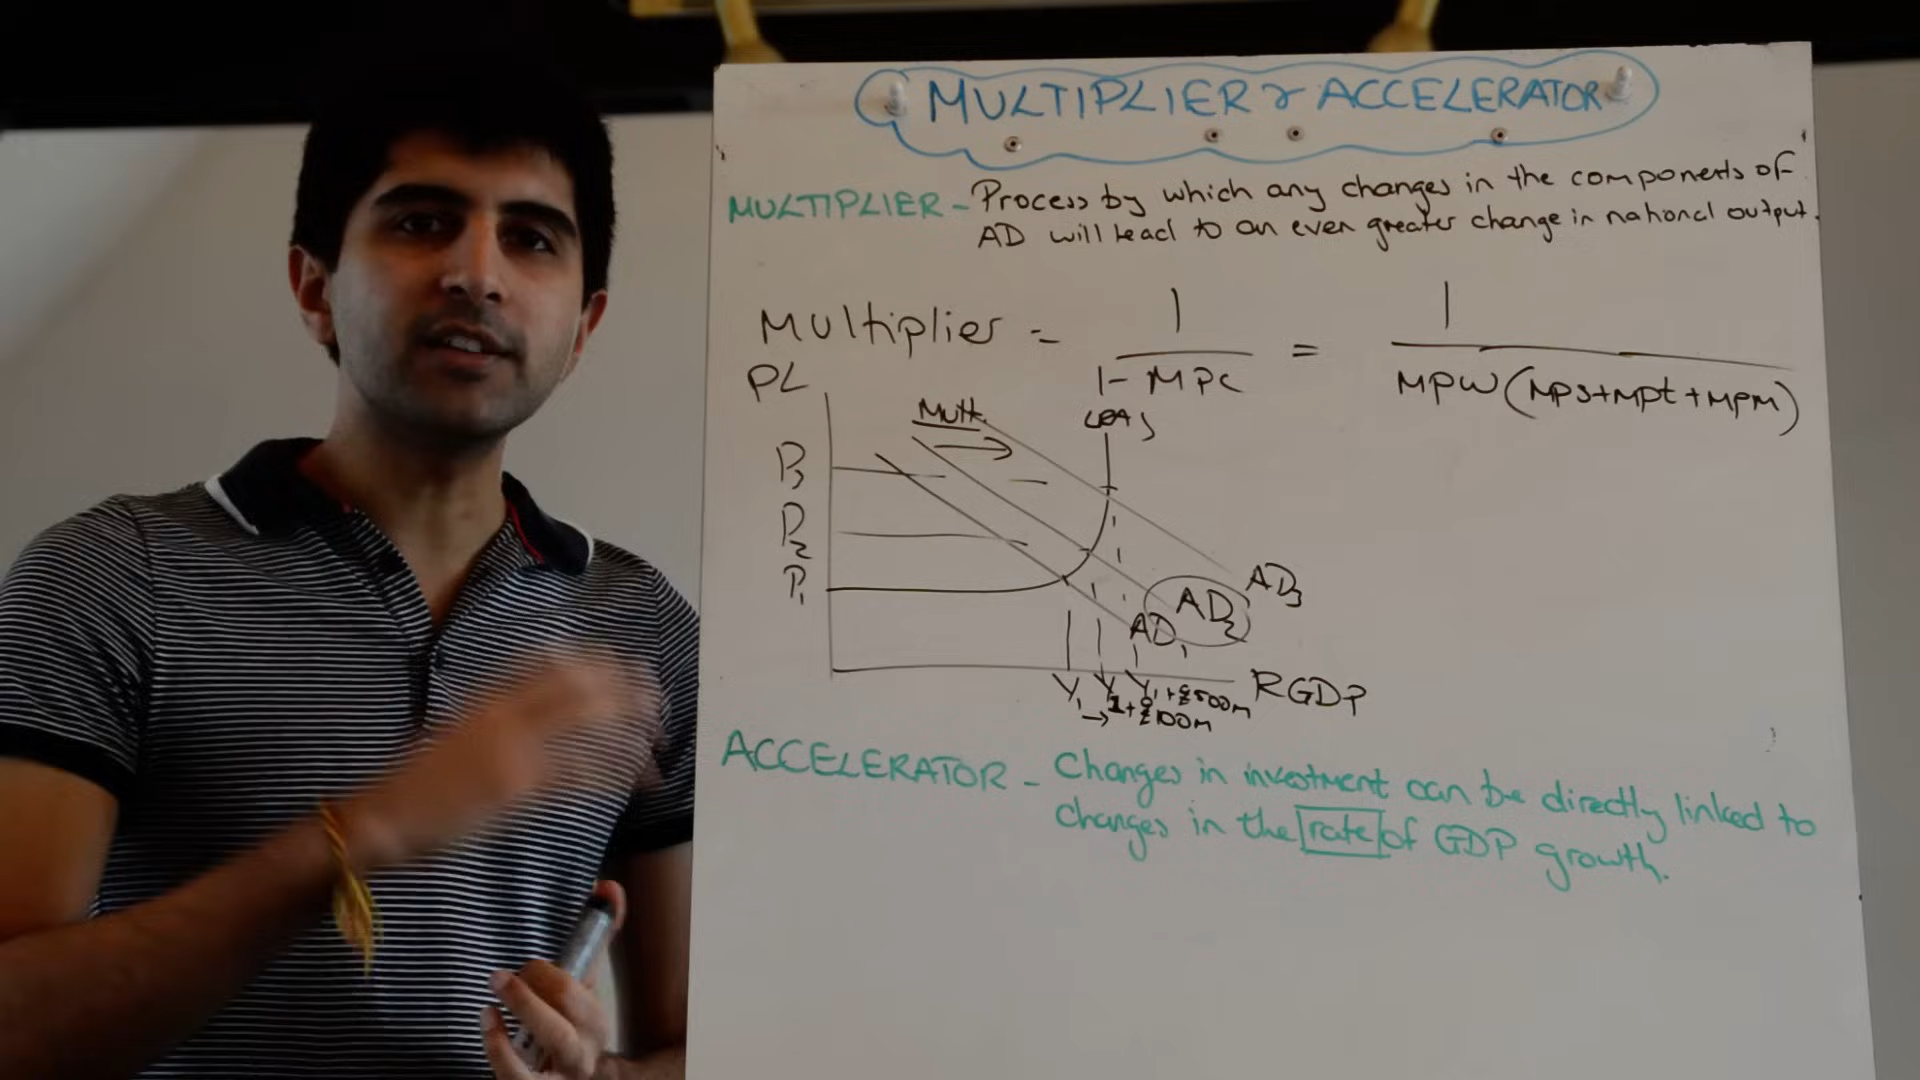 MULTIPLIER & ACCELERATOR
MULTIPLIER - Process by which any changes in the components of
AD will lead to an even greater change in national output.
Multiplier = 1 / 1 - MPC = 1 / MPW (MPS + MPt + MPM)
PL
Mult.
LRAS
P3
P2
P1
AD3
AD2
AD1
Y1 → Y1 + £100m Y1 + £500m RGDP
ACCELERATOR - Changes in investment can be directly linked to
changes in the rate of GDP growth.